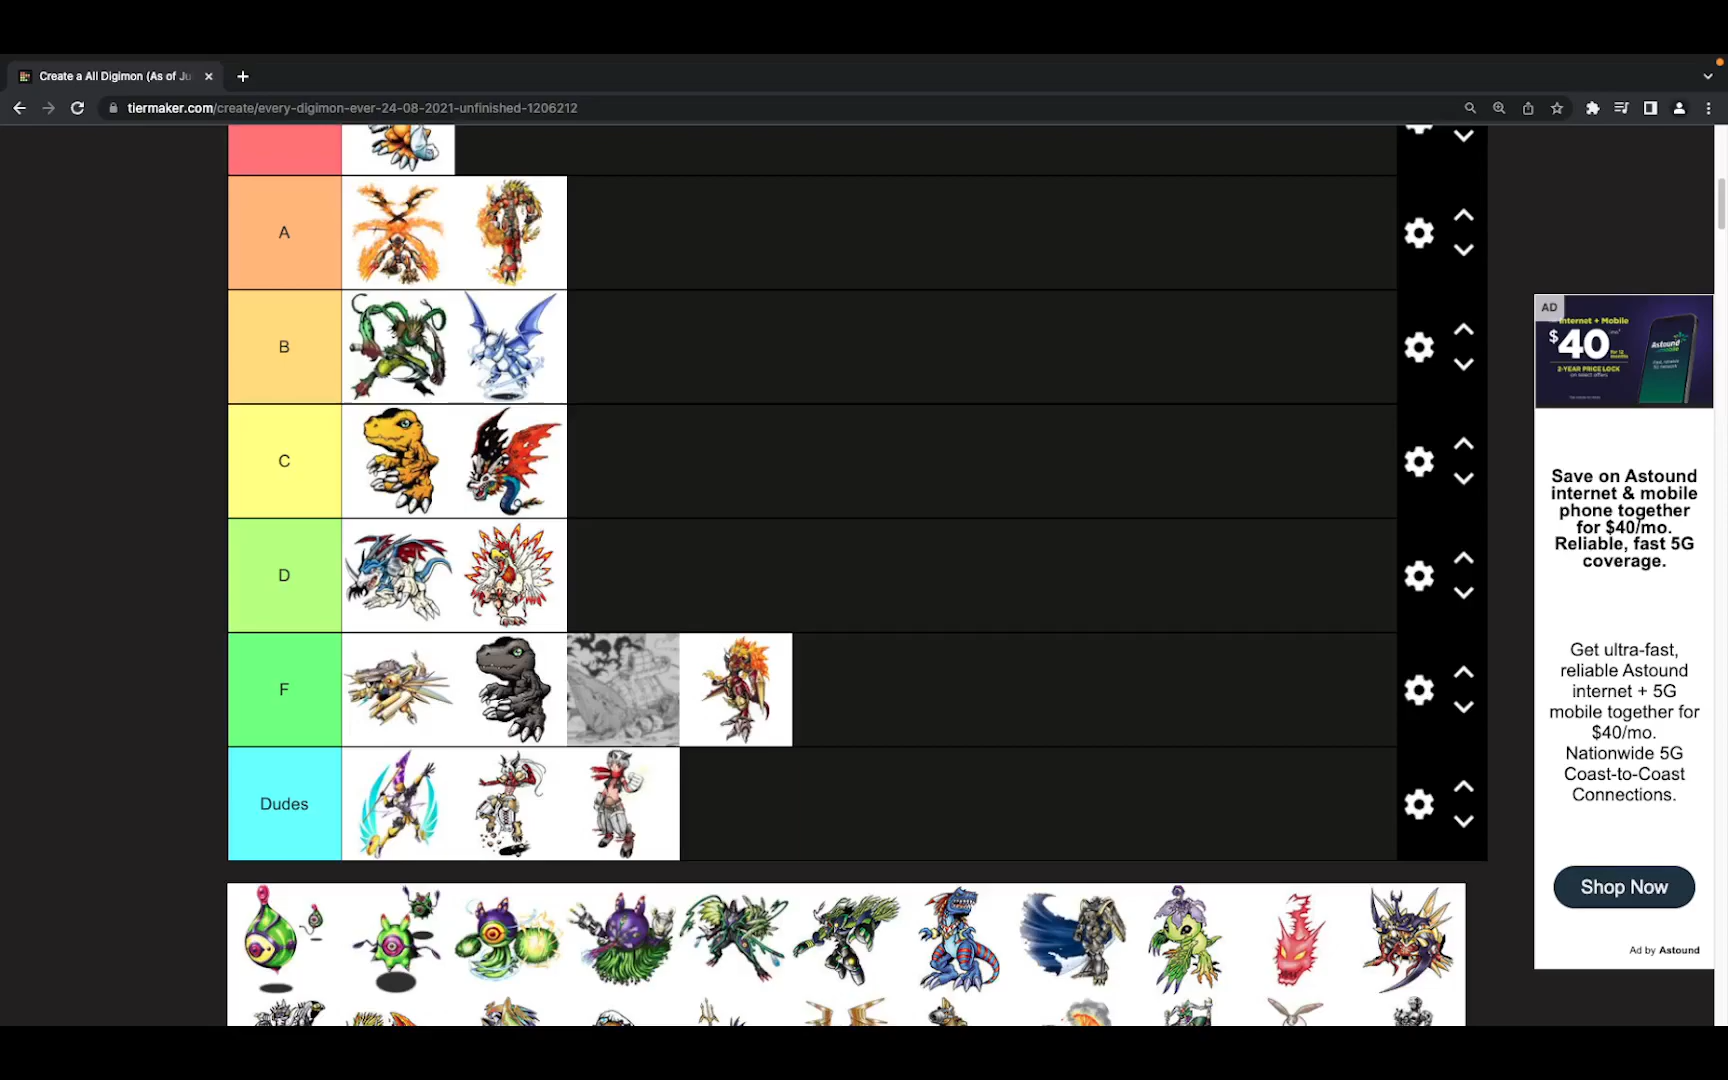 Create a All Digimon (As of Ju
tiermaker.com/create/every-digimon-ever-24-08-2021-unfinished-1206212
A
B
C
D
F
Dudes
AD
Internet + Mobile
$40
2-YEAR PRICE LOCK
Astound
mobile
Save on Astound
internet & mobile
phone together
for $40/mo.
Reliable, fast 5G
coverage.
Get ultra-fast,
reliable Astound
internet + 5G
mobile together for
$40/mo.
Nationwide 5G
Coast-to-Coast
Connections.
Shop Now
Ad by Astound